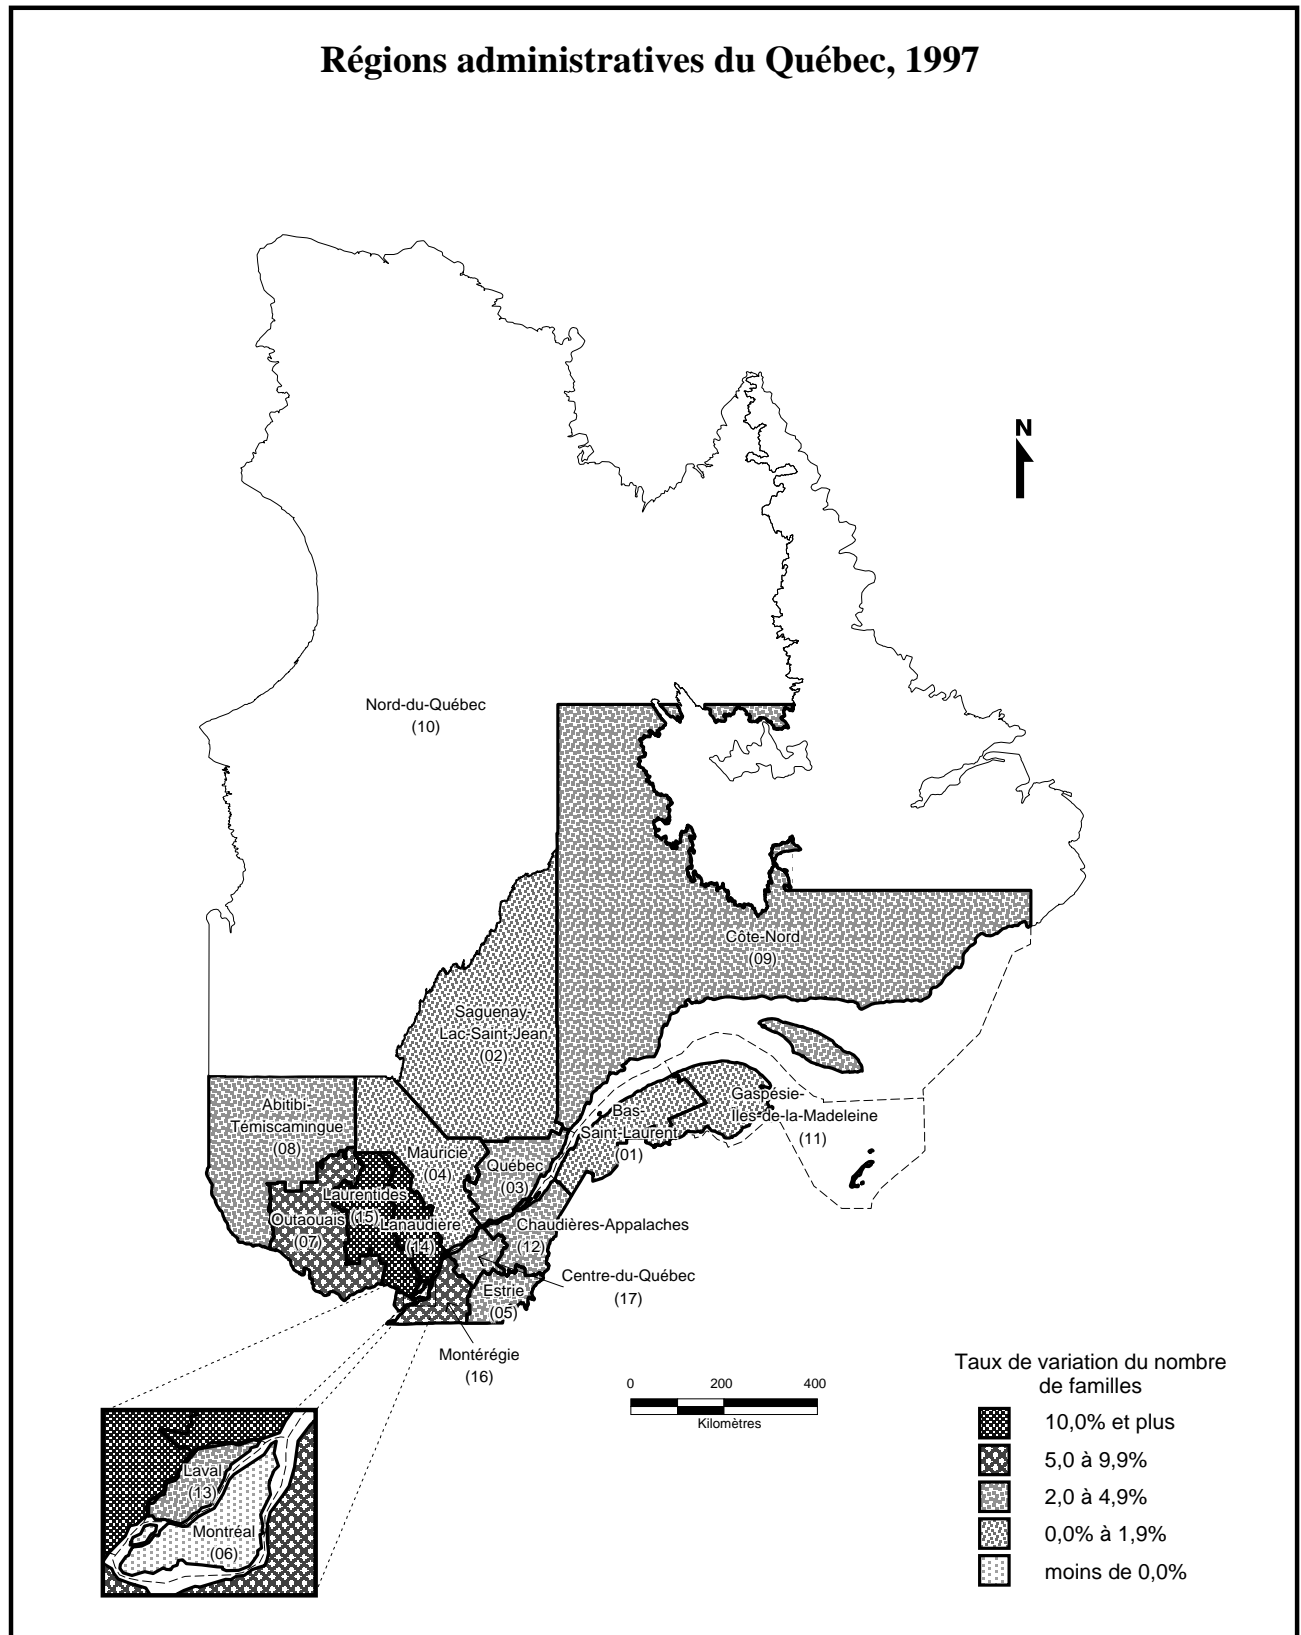 Régions administratives du Québec, 1997
N
Nord-du-Québec
(10)
Côte-Nord
(09)
Saguenay-
Lac-Saint-Jean
(02)
Abitibi-
Témiscamingue
(08)
Gaspésie-
Îles-de-la-Madeleine
(11)
Bas-
Saint-Laurent
(01)
Mauricie
(04)
Québec
(03)
Laurentides
(15)
Outaouais
(07)
Lanaudière
(14)
Chaudières-Appalaches
(12)
Centre-du-Québec
(17)
Estrie
(05)
Montérégie
(16)
Laval
(13)
Montréal
(06)
0 200 400
Kilomètres
Taux de variation du nombre
de familles
10,0% et plus
5,0 à 9,9%
2,0 à 4,9%
0,0% à 1,9%
moins de 0,0%